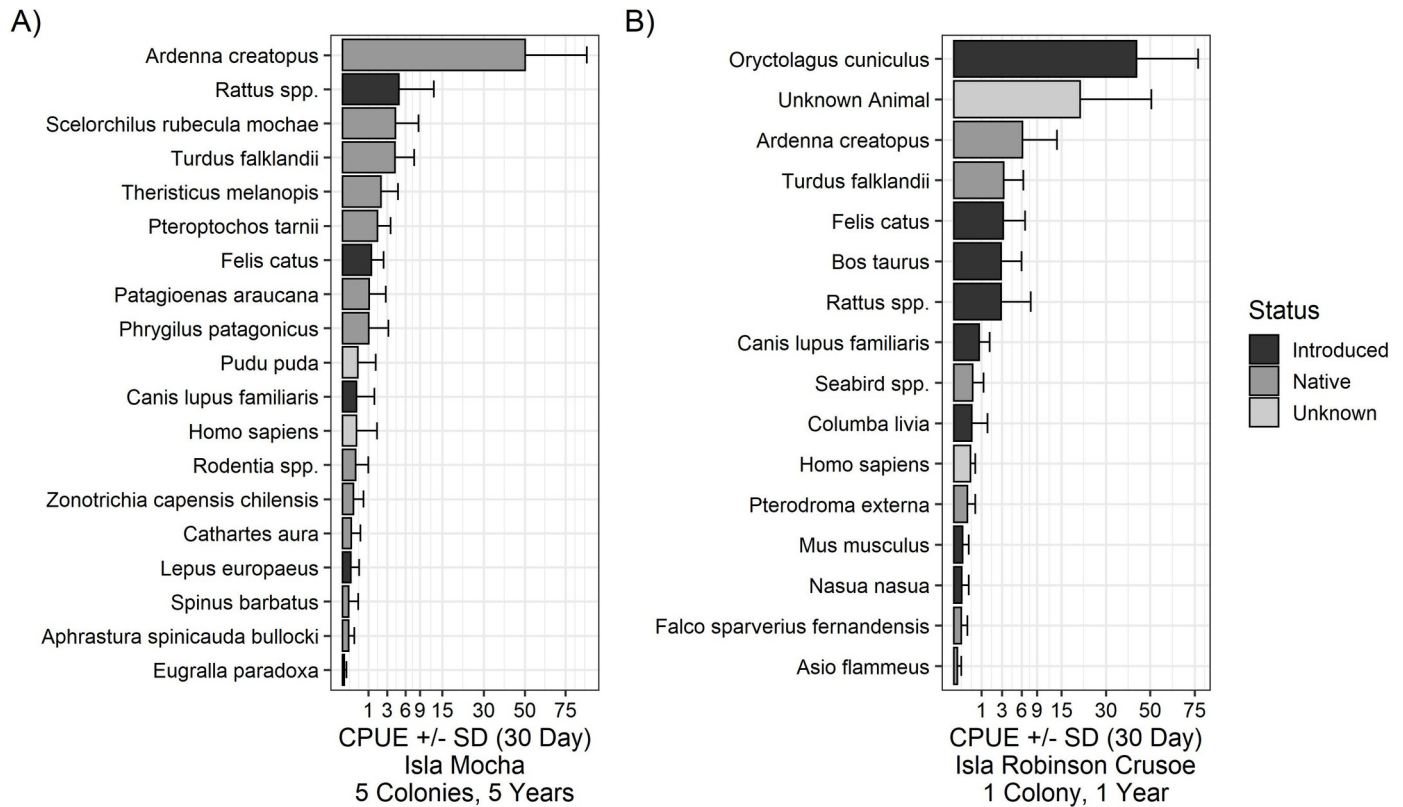 A)
Ardenna creatopus
Rattus spp.
Scelorchilus rubecula mochae
Turdus falklandii
Theristicus melanopis
Pteroptochos tarnii
Felis catus
Patagioenas araucana
Phrygilus patagonicus
Pudu puda
Canis lupus familiaris
Homo sapiens
Rodentia spp.
Zonotrichia capensis chilensis
Cathartes aura
Lepus europaeus
Spinus barbatus
Aphrastura spinicauda bullocki
Eugralla paradoxa
1 3 6 9 15 30 50 75
CPUE +/- SD (30 Day)
Isla Mocha
5 Colonies, 5 Years
B)
Oryctolagus cuniculus
Unknown Animal
Ardenna creatopus
Turdus falklandii
Felis catus
Bos taurus
Rattus spp.
Canis lupus familiaris
Seabird spp.
Columba livia
Homo sapiens
Pterodroma externa
Mus musculus
Nasua nasua
Falco sparverius fernandensis
Asio flammeus
1 3 6 9 15 30 50 75
CPUE +/- SD (30 Day)
Isla Robinson Crusoe
1 Colony, 1 Year
Status
Introduced
Native
Unknown